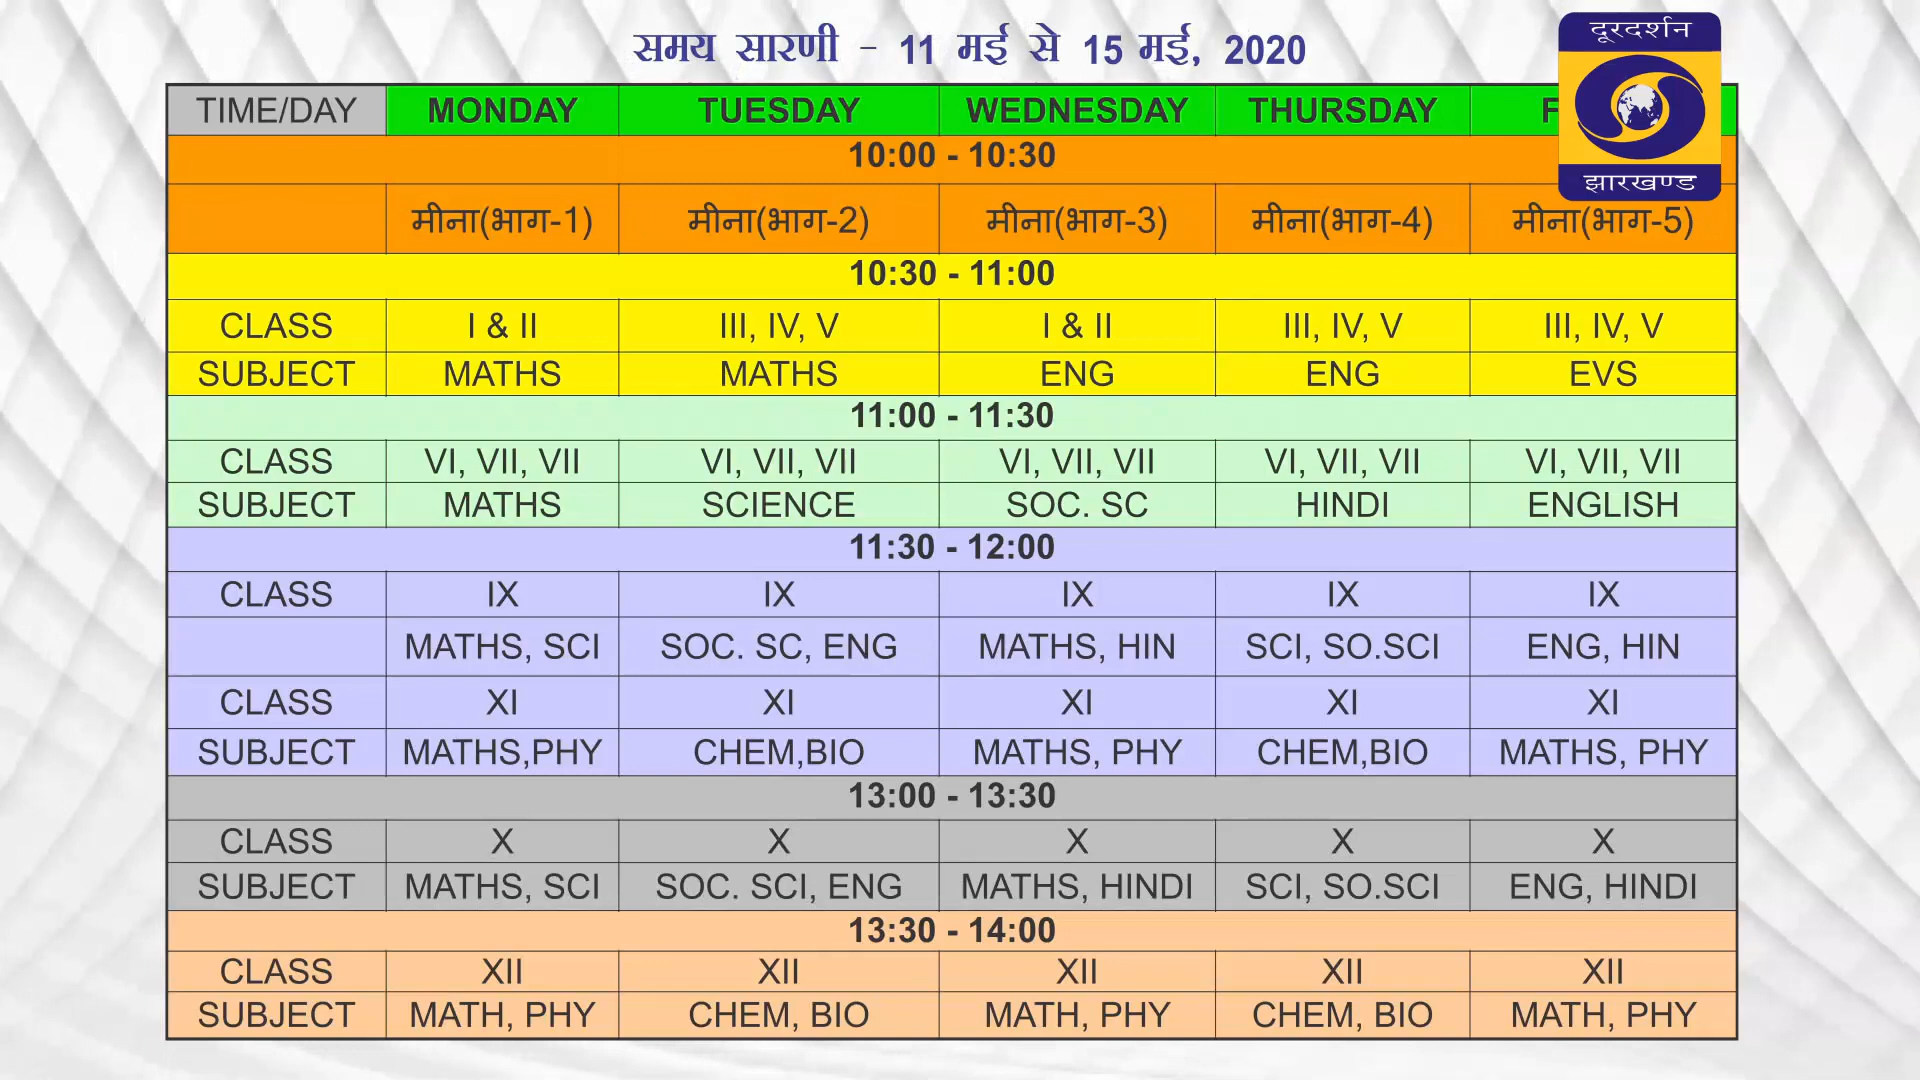 समय सारणी - 11 मई से 15 मई, 2020
दूरदर्शन
झारखण्ड
TIME/DAY MONDAY TUESDAY WEDNESDAY THURSDAY F
10:00 - 10:30
मीना(भाग-1) मीना(भाग-2) मीना(भाग-3) मीना(भाग-4) मीना(भाग-5)
10:30 - 11:00
CLASS I & II III, IV, V I & II III, IV, V III, IV, V
SUBJECT MATHS MATHS ENG ENG EVS
11:00 - 11:30
CLASS VI, VII, VII VI, VII, VII VI, VII, VII VI, VII, VII VI, VII, VII
SUBJECT MATHS SCIENCE SOC. SC HINDI ENGLISH
11:30 - 12:00
CLASS IX IX IX IX IX
MATHS, SCI SOC. SC, ENG MATHS, HIN SCI, SO.SCI ENG, HIN
CLASS XI XI XI XI XI
SUBJECT MATHS,PHY CHEM,BIO MATHS, PHY CHEM,BIO MATHS, PHY
13:00 - 13:30
CLASS X X X X X
SUBJECT MATHS, SCI SOC. SCI, ENG MATHS, HINDI SCI, SO.SCI ENG, HINDI
13:30 - 14:00
CLASS XII XII XII XII XII
SUBJECT MATH, PHY CHEM, BIO MATH, PHY CHEM, BIO MATH, PHY